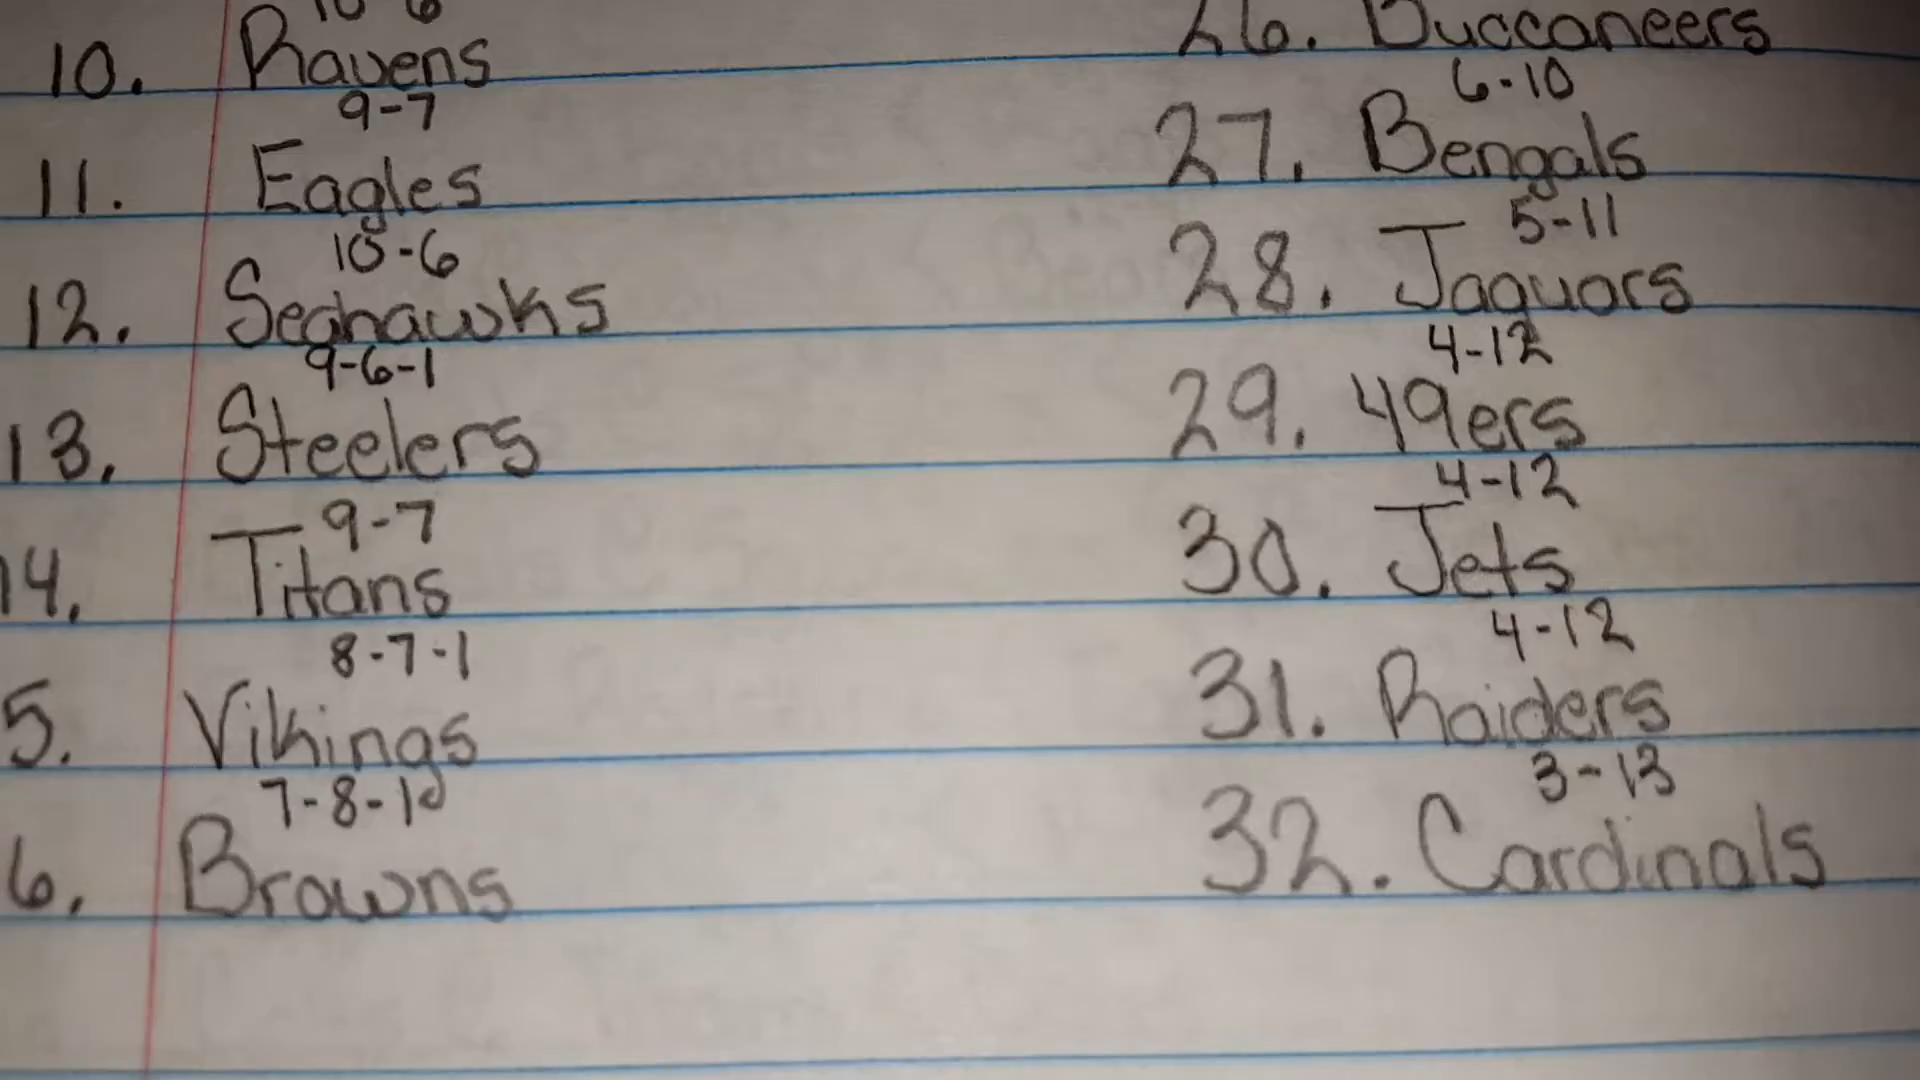 10-6
10. Ravens
9-7
11. Eagles
10-6
12. Seahawks
9-6-1
13. Steelers
9-7
14. Titans
8-7-1
5. Vikings
7-8-1
6. Browns
26. Buccaneers
6-10
27. Bengals
5-11
28. Jaguars
4-12
29. 49ers
4-12
30. Jets
4-12
31. Raiders
3-13
32. Cardinals